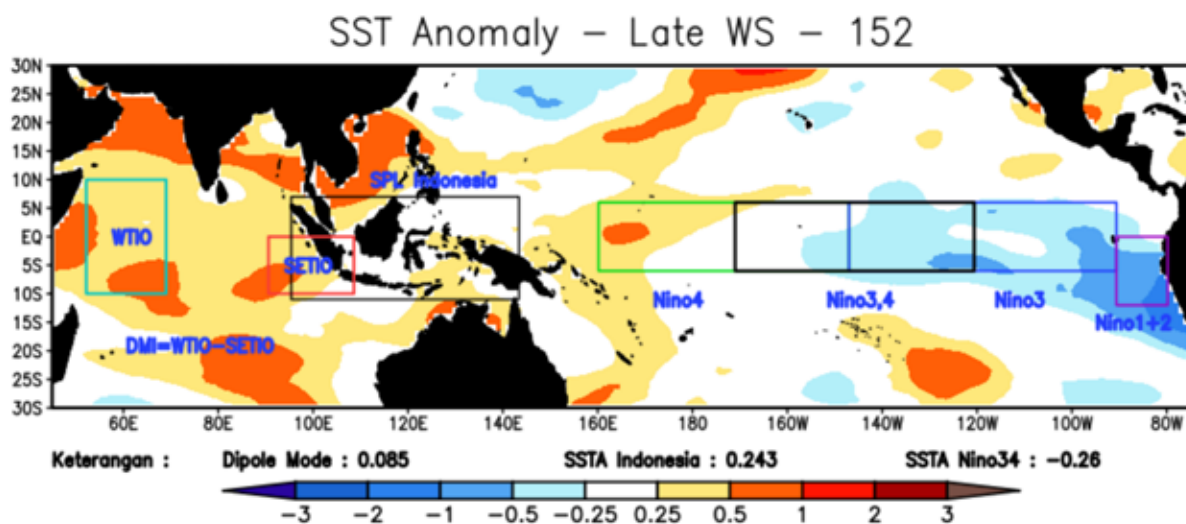 SST Anomaly - Late WS - 152
30N
25N
20N
15N
10N
5N
EQ
5S
10S
15S
20S
25S
30S
SPL Indonesia
WTIO
SETIO
Nino4
Nino3,4
Nino3
Nino1+2
DMI=WTIO-SETIO
60E 80E 100E 120E 140E 160E 180 160W 140W 120W 100W 80W
Keterangan : Dipole Mode : 0.085 SSTA Indonesia : 0.243 SSTA Nino34 : -0.26
-3 -2 -1 -0.5 -0.25 0.25 0.5 1 2 3